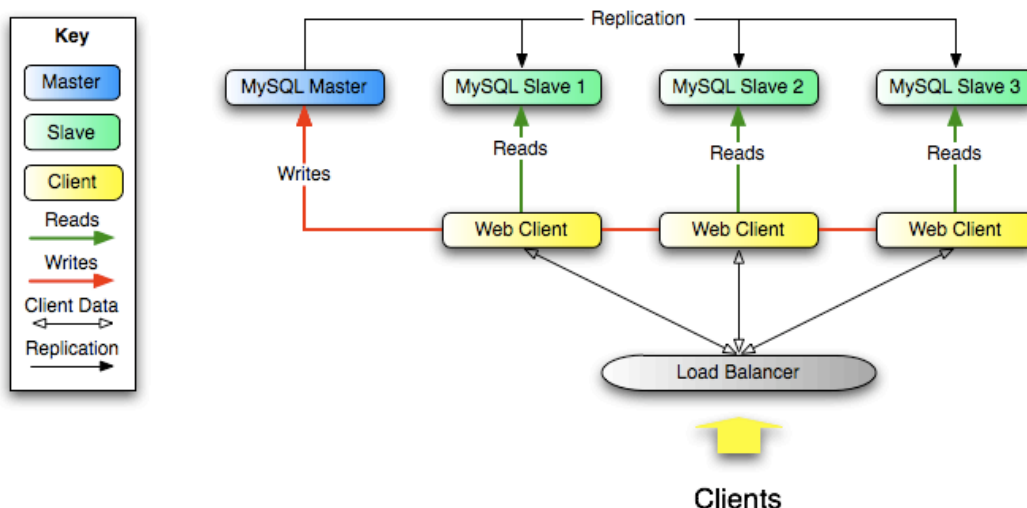 Key
Master
Slave
Client
Reads
Writes
Client Data
Replication
Replication
MySQL Master
MySQL Slave 1
MySQL Slave 2
MySQL Slave 3
Writes
Reads
Reads
Reads
Web Client
Web Client
Web Client
Load Balancer
Clients